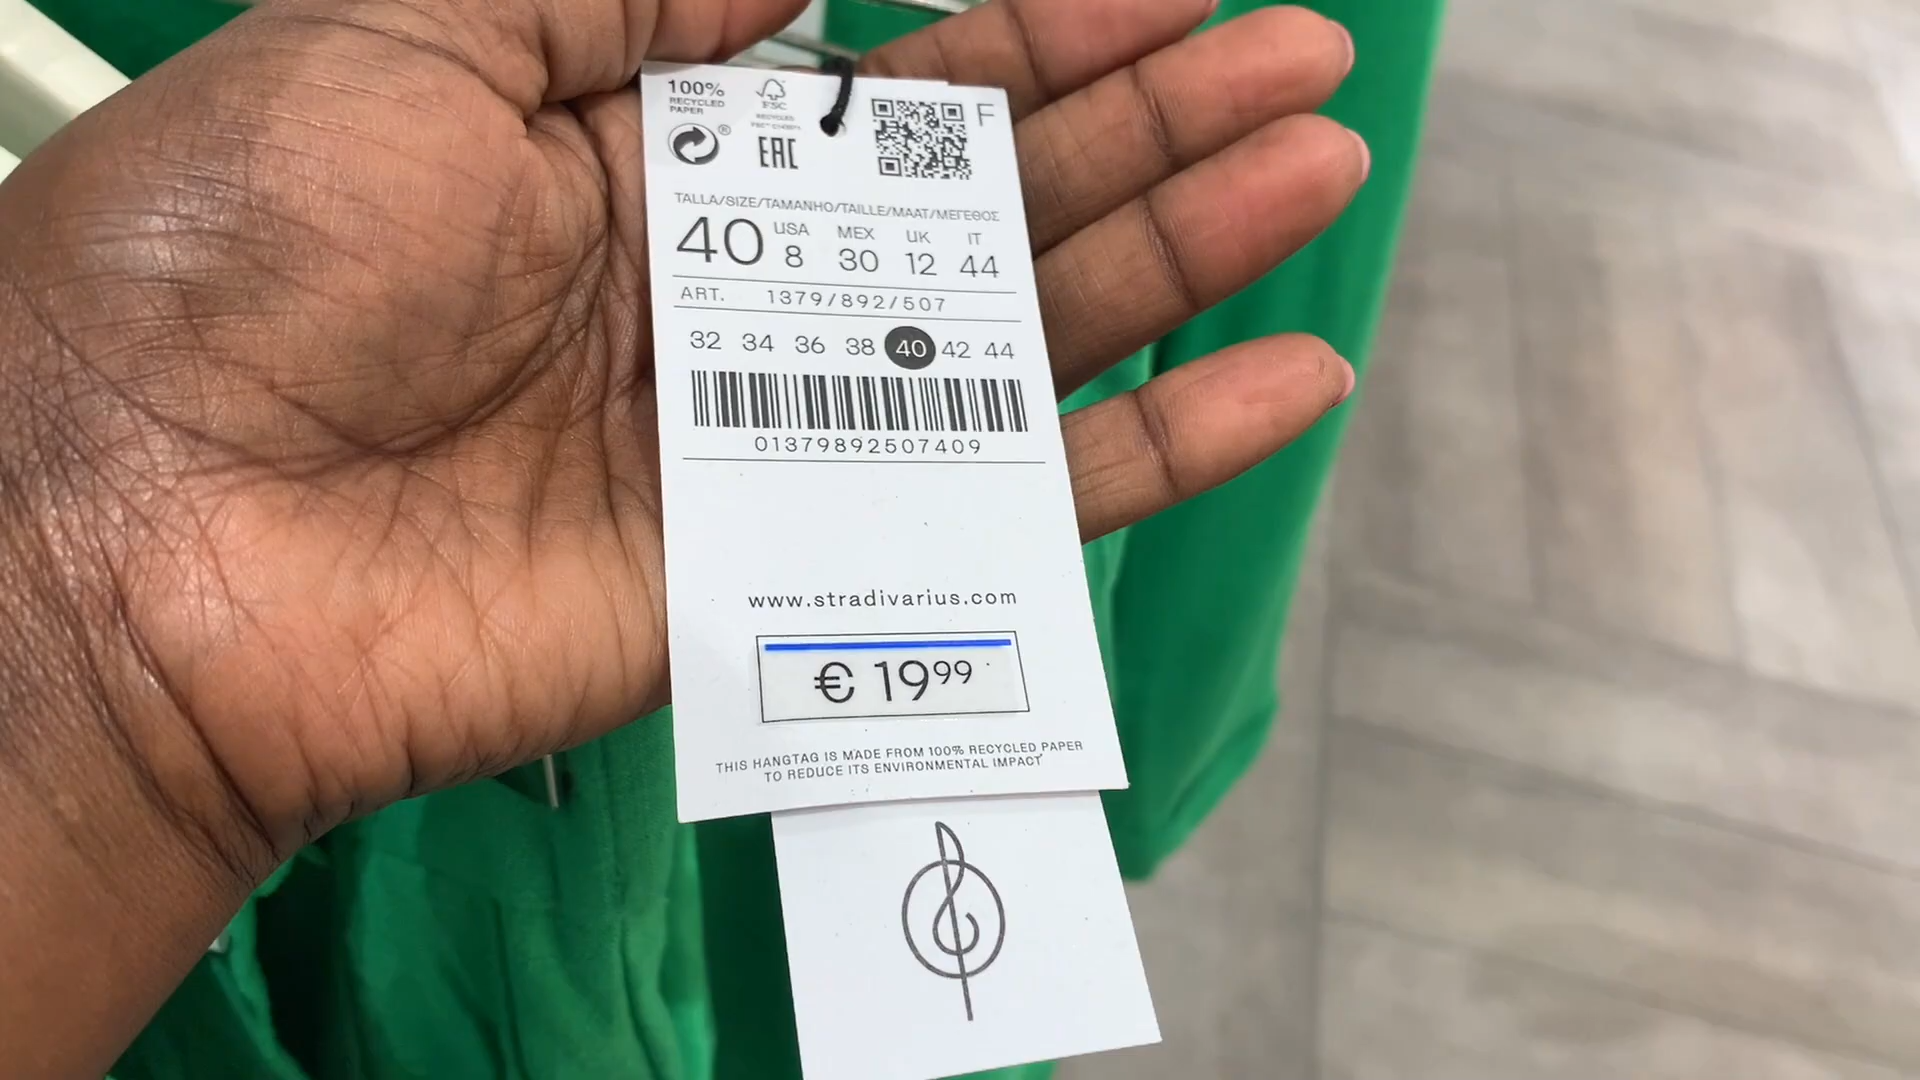 100%
RECYCLED
PAPER
FSC
RECYCLED
EAC
F
TALLA/SIZE/TAMANHO/TAILLE/MAAT/ΜΕΓΕΘΟΣ
40 USA 8 MEX 30 UK 12 IT 44
ART. 1379/892/507
32 34 36 38 40 42 44
01379892507409
www.stradivarius.com
€ 19⁹⁹
THIS HANGTAG IS MADE FROM 100% RECYCLED PAPER
TO REDUCE ITS ENVIRONMENTAL IMPACT